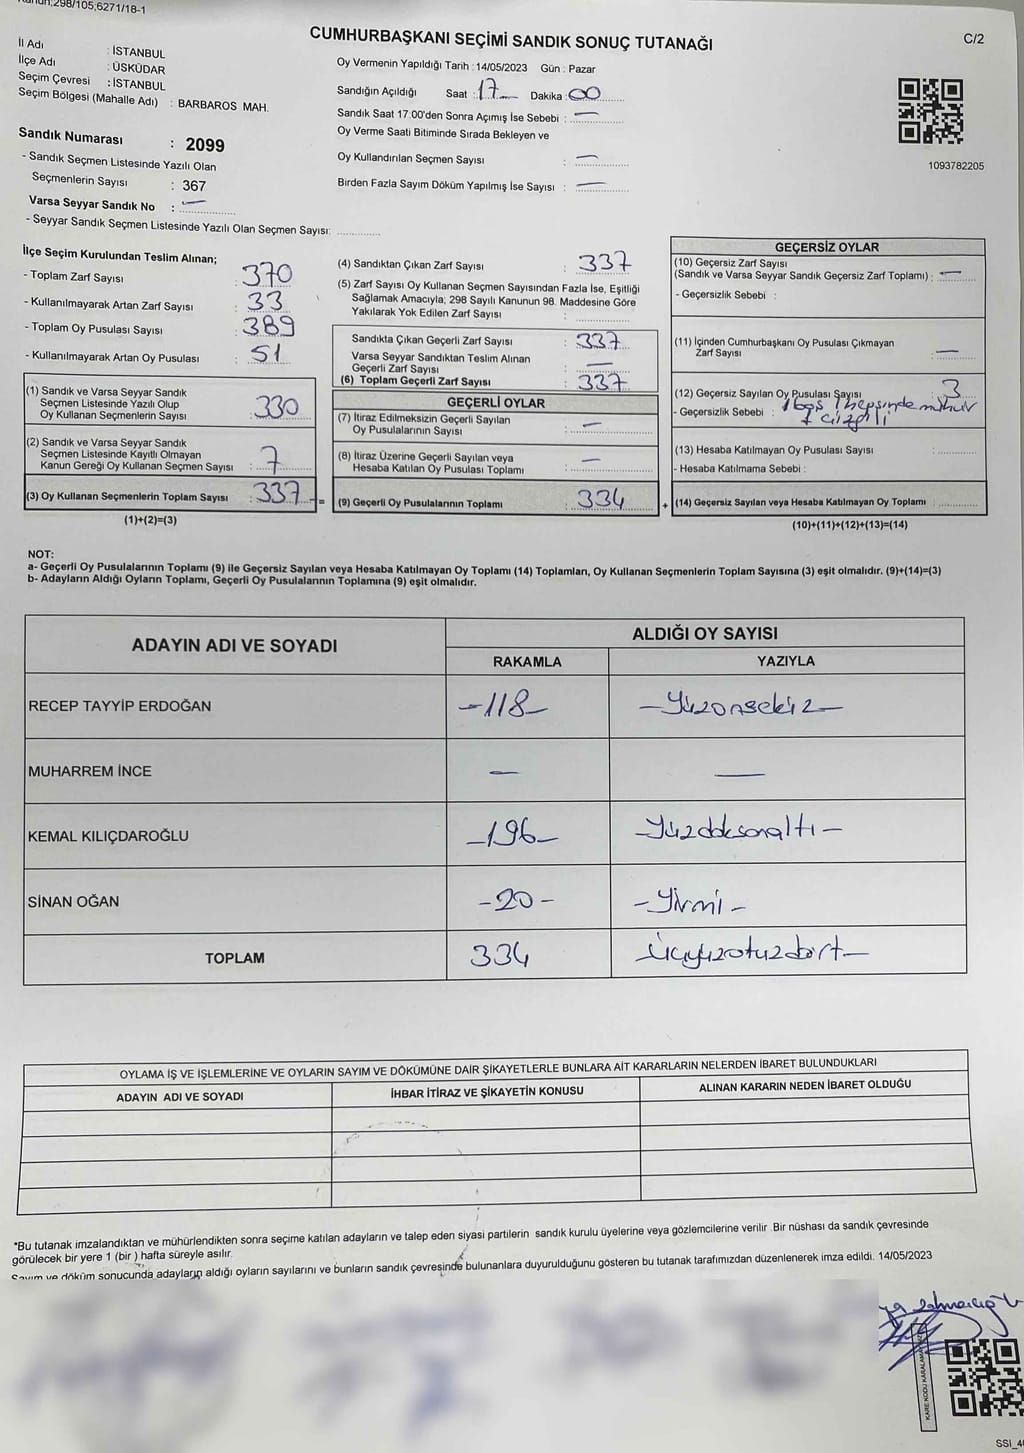 Kanun:298/105;6271/18-1
CUMHURBAŞKANI SEÇİMİ SANDIK SONUÇ TUTANAĞI
C/2
İl Adı : İSTANBUL
İlçe Adı : ÜSKÜDAR
Seçim Çevresi : İSTANBUL
Seçim Bölgesi (Mahalle Adı) : BARBAROS MAH.
Sandık Numarası : 2099
- Sandık Seçmen Listesinde Yazılı Olan
Seçmenlerin Sayısı : 367
Varsa Seyyar Sandık No : —
- Seyyar Sandık Seçmen Listesinde Yazılı Olan Seçmen Sayısı: ............
Oy Vermenin Yapıldığı Tarih : 14/05/2023 Gün : Pazar
Sandığın Açıldığı Saat : 17 Dakika : 00
Sandık Saat 17:00'den Sonra Açımış İse Sebebi : —
Oy Verme Saati Bitiminde Sırada Bekleyen ve
Oy Kullandırılan Seçmen Sayısı : —
Birden Fazla Sayım Döküm Yapılmış İse Sayısı : —
1093782205
İlçe Seçim Kurulundan Teslim Alınan;
- Toplam Zarf Sayısı : 370
- Kullanılmayarak Artan Zarf Sayısı : 33
- Toplam Oy Pusulası Sayısı : 389
- Kullanılmayarak Artan Oy Pusulası : 51
(1) Sandık ve Varsa Seyyar Sandık
Seçmen Listesinde Yazılı Olup
Oy Kullanan Seçmenlerin Sayısı : 330
(2) Sandık ve Varsa Seyyar Sandık
Seçmen Listesinde Kayıtlı Olmayan
Kanun Gereği Oy Kullanan Seçmen Sayısı : 7
(3) Oy Kullanan Seçmenlerin Toplam Sayısı : 337 =
(1)+(2)=(3)
(4) Sandıktan Çıkan Zarf Sayısı : 337
(5) Zarf Sayısı Oy Kullanan Seçmen Sayısından Fazla İse, Eşitliği
Sağlamak Amacıyla; 298 Sayılı Kanunun 98. Maddesine Göre
Yakılarak Yok Edilen Zarf Sayısı :
Sandıkta Çıkan Geçerli Zarf Sayısı : 337
Varsa Seyyar Sandıktan Teslim Alınan
Geçerli Zarf Sayısı : —
(6) Toplam Geçerli Zarf Sayısı : 337
GEÇERLİ OYLAR
(7) İtiraz Edilmeksizin Geçerli Sayılan
Oy Pusulalarının Sayısı : —
(8) İtiraz Üzerine Geçerli Sayılan veya
Hesaba Katılan Oy Pusulası Toplamı : —
(9) Geçerli Oy Pusulalarının Toplamı : 334 +
GEÇERSİZ OYLAR
(10) Geçersiz Zarf Sayısı
(Sandık ve Varsa Seyyar Sandık Geçersiz Zarf Toplamı) : —
- Geçersizlik Sebebi :
(11) İçinden Cumhurbaşkanı Oy Pusulası Çıkmayan
Zarf Sayısı : —
(12) Geçersiz Sayılan Oy Pusulası Sayısı 3
- Geçersizlik Sebebi : 1 boş 1 hepsinde mühür
1 çizgili
(13) Hesaba Katılmayan Oy Pusulası Sayısı :
- Hesaba Katılmama Sebebi :
(14) Geçersiz Sayılan veya Hesaba Katılmayan Oy Toplamı :
(10)+(11)+(12)+(13)=(14)
NOT:
a- Geçerli Oy Pusulalarının Toplamı (9) ile Geçersiz Sayılan veya Hesaba Katılmayan Oy Toplamı (14) Toplamları, Oy Kullanan Seçmenlerin Toplam Sayısına (3) eşit olmalıdır. (9)+(14)=(3)
b- Adayların Aldığı Oyların Toplamı, Geçerli Oy Pusulalarının Toplamına (9) eşit olmalıdır.
ADAYIN ADI VE SOYADI ALDIĞI OY SAYISI
RAKAMLA YAZIYLA
RECEP TAYYİP ERDOĞAN -118- -Yüzonsekiz-
MUHARREM İNCE — —
KEMAL KILIÇDAROĞLU -196- -Yüzdoksanaltı-
SİNAN OĞAN -20- -Yirmi-
TOPLAM 334 Üçyüzotuzdört-
OYLAMA İŞ VE İŞLEMLERİNE VE OYLARIN SAYIM VE DÖKÜMÜNE DAİR ŞİKAYETLERLE BUNLARA AİT KARARLARIN NELERDEN İBARET BULUNDUKLARI
ADAYIN ADI VE SOYADI İHBAR İTİRAZ VE ŞİKAYETİN KONUSU ALINAN KARARIN NEDEN İBARET OLDUĞU
*Bu tutanak imzalandıktan ve mühürlendikten sonra seçime katılan adayların ve talep eden siyasi partilerin sandık kurulu üyelerine veya gözlemcilerine verilir .Bir nüshası da sandık çevresinde
görülecek bir yere 1 (bir ) hafta süreyle asılır.
Sayım ve döküm sonucunda adayların aldığı oyların sayılarını ve bunların sandık çevresinde bulunanlara duyurulduğunu gösteren bu tutanak tarafımızdan düzenlenerek imza edildi. 14/05/2023